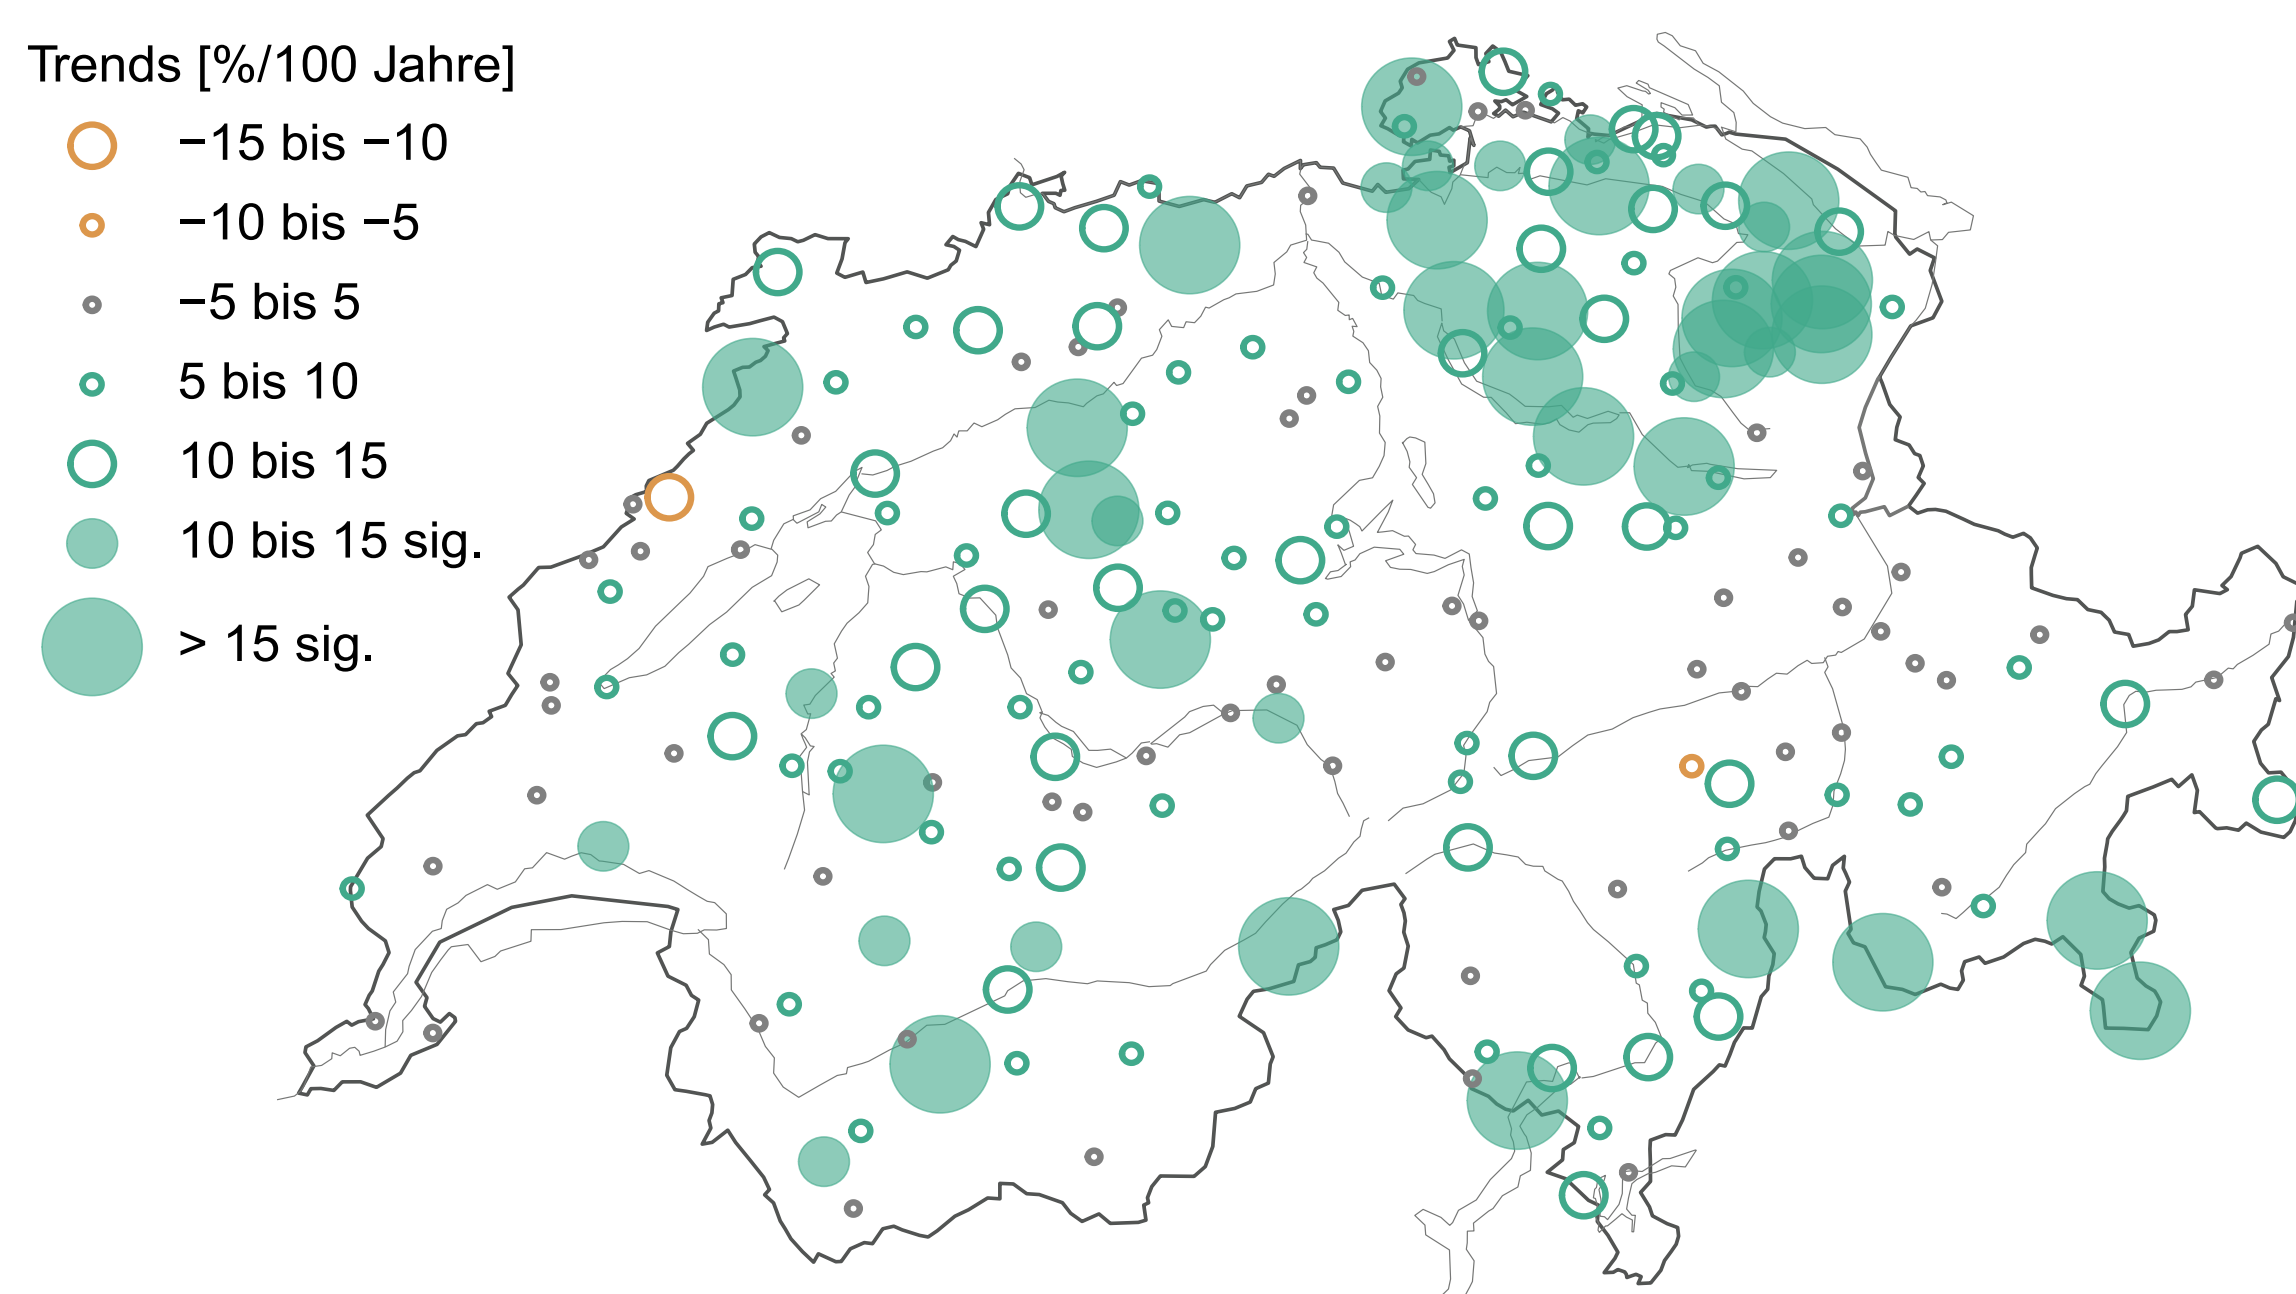 Trends [%/100 Jahre]
−15 bis −10
−10 bis −5
−5 bis 5
5 bis 10
10 bis 15
10 bis 15 sig.
> 15 sig.